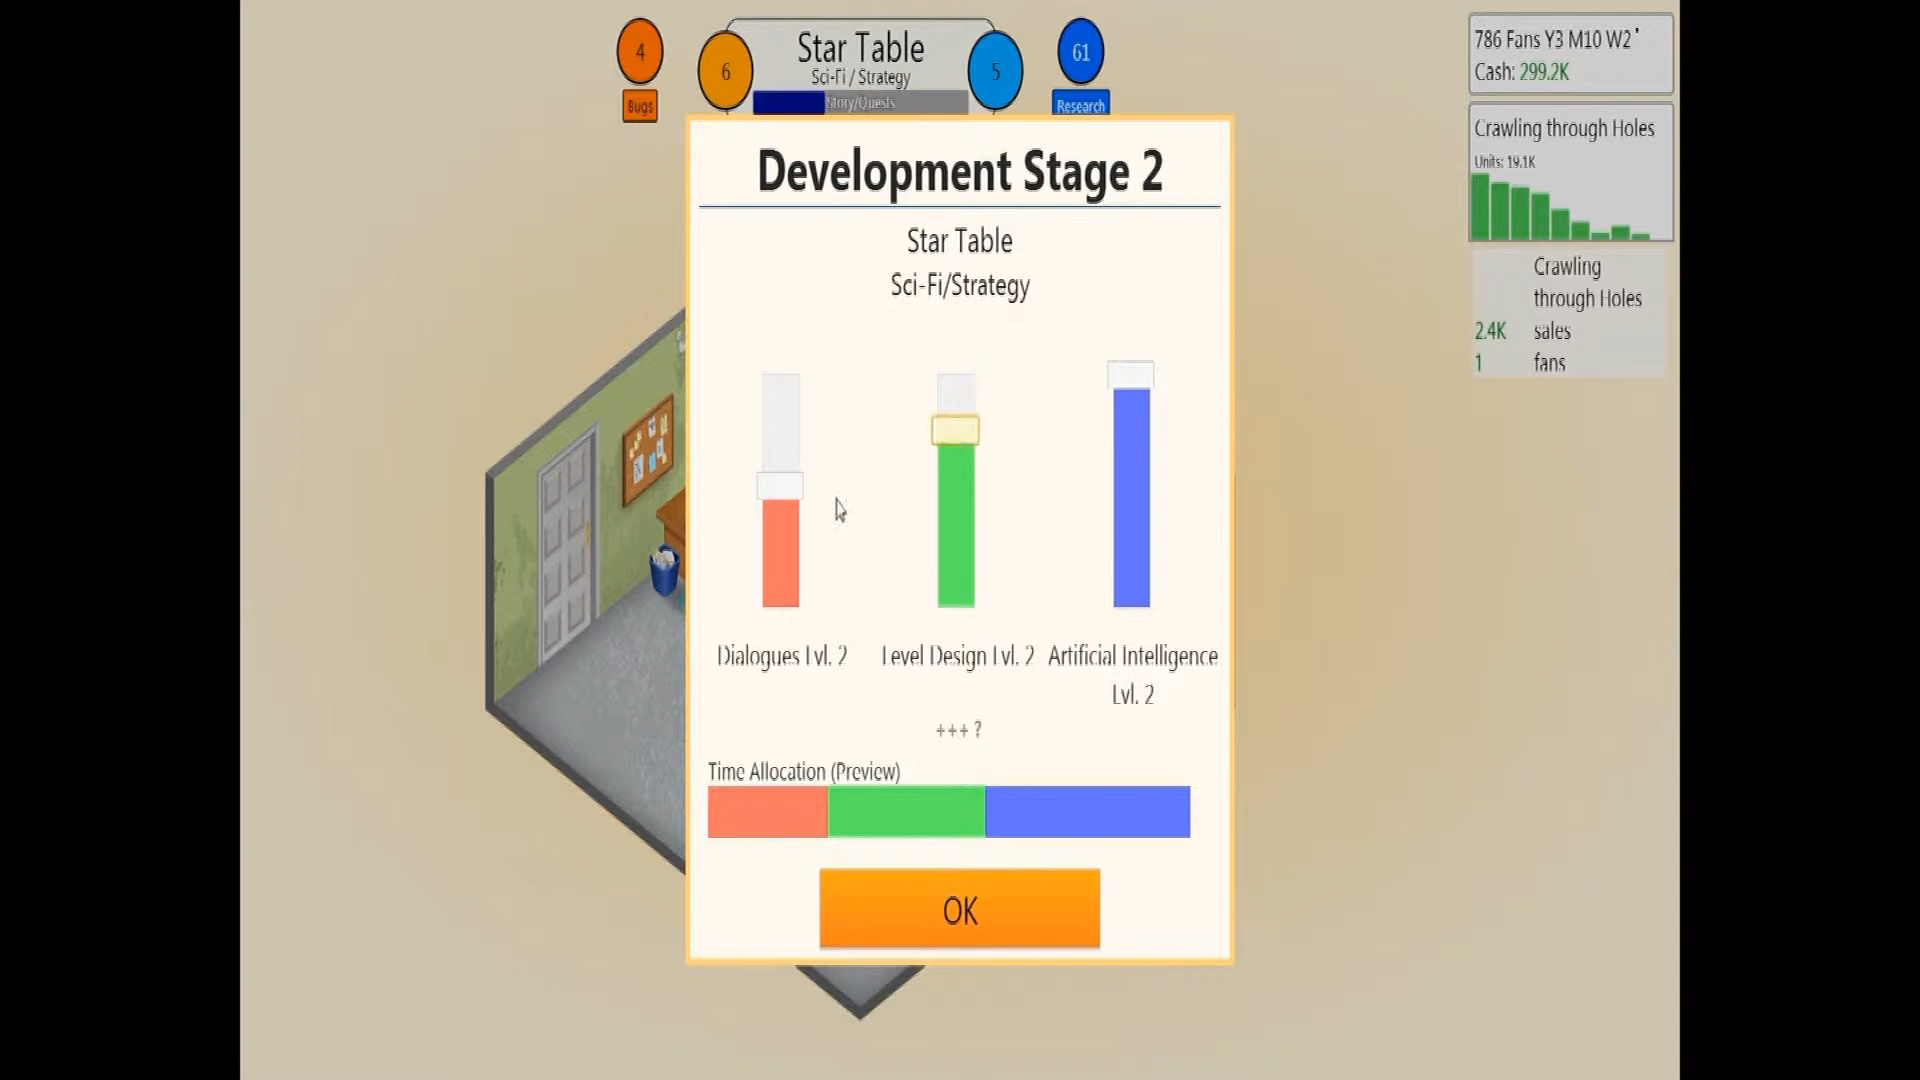 4
Bugs
6
Star Table
Sci-Fi / Strategy
Story/Quests
5
61
Research
786 Fans Y3 M10 W2
Cash: 299.2K
Crawling through Holes
Units: 19.1K
Crawling
through Holes
2.4K sales
1 fans
Development Stage 2
Star Table
Sci-Fi/Strategy
Dialogues Lvl. 2
Level Design Lvl. 2
Artificial Intelligence
Lvl. 2
+++ ?
Time Allocation (Preview)
OK